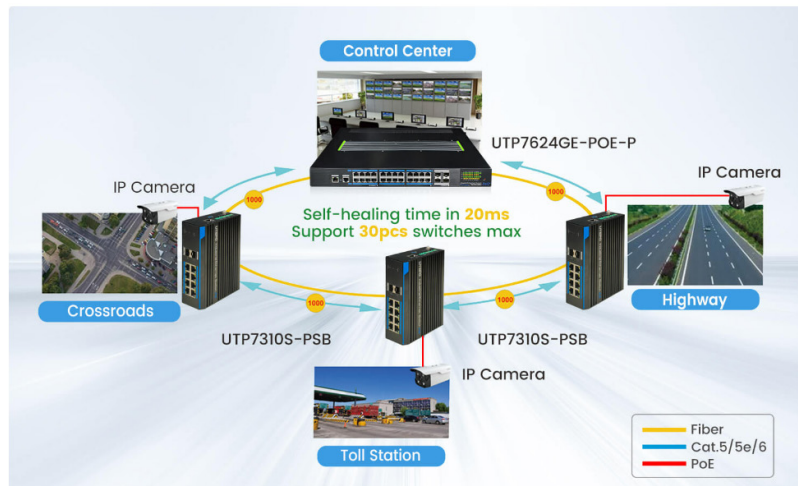 Control Center
UTP7624GE-POE-P
IP Camera
IP Camera
1000
1000
Self-healing time in 20ms
Support 30pcs switches max
Crossroads
Highway
1000
1000
UTP7310S-PSB
UTP7310S-PSB
IP Camera
Toll Station
Fiber
Cat.5/5e/6
PoE